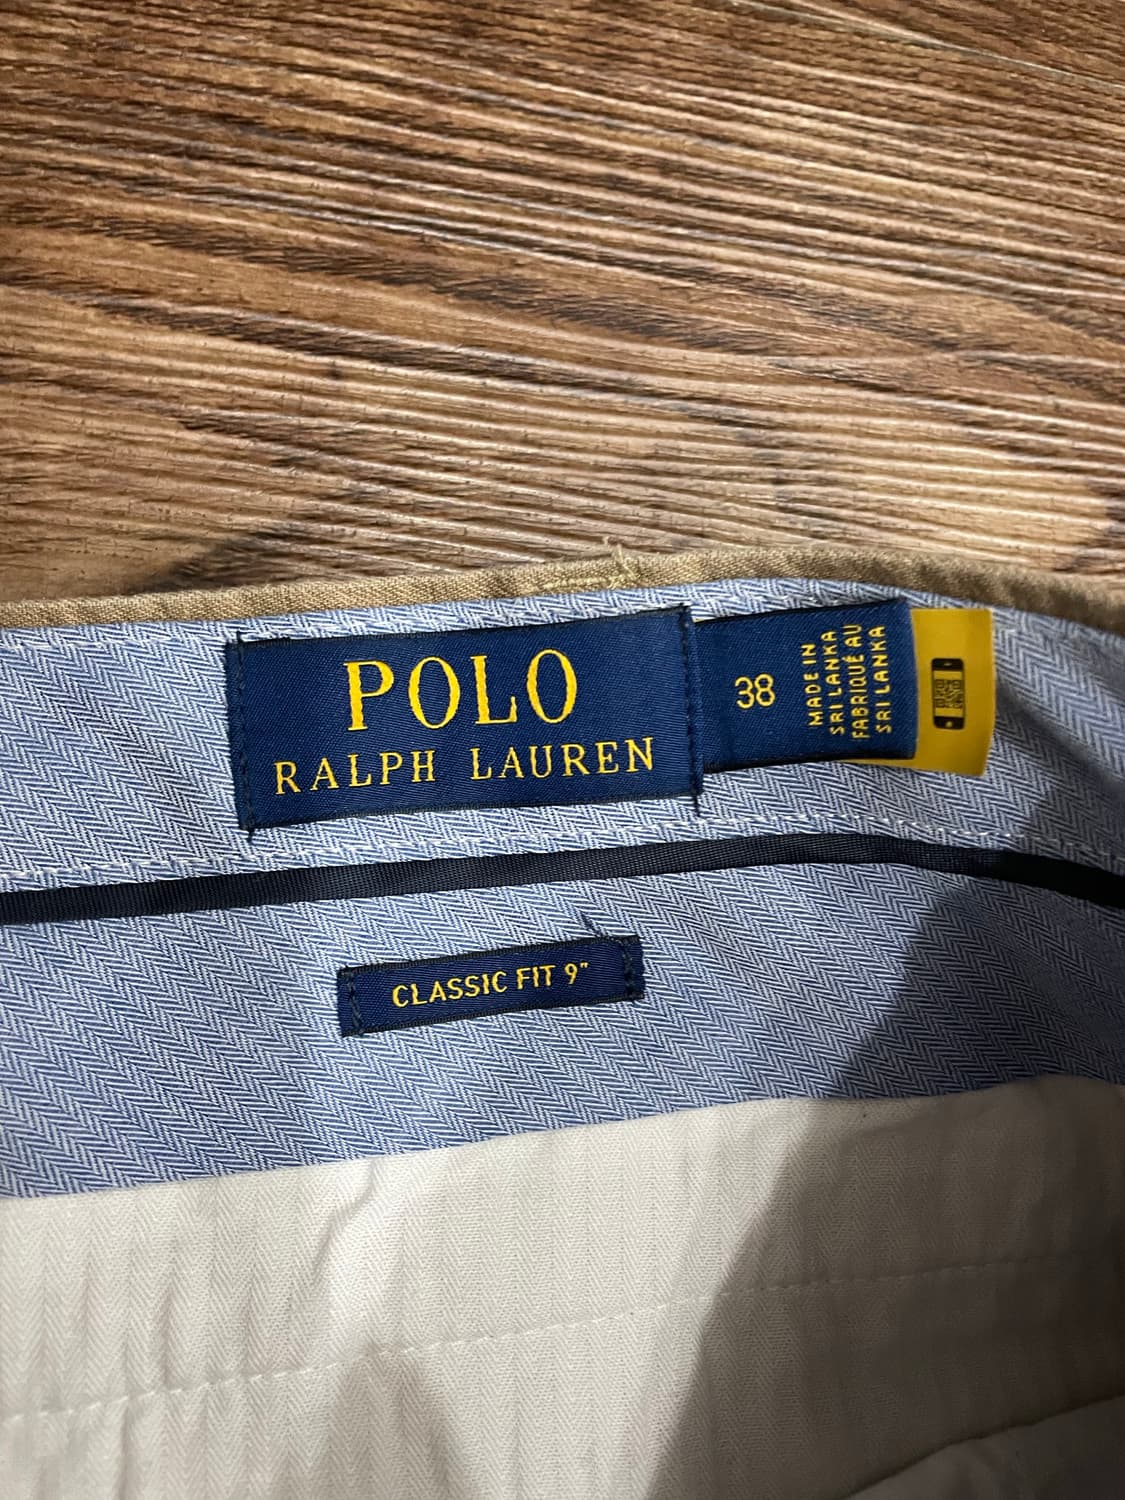 POLO
RALPH LAUREN
38
MADE IN
SRI LANKA
FABRIQUÉ AU
SRI LANKA
CLASSIC FIT 9"